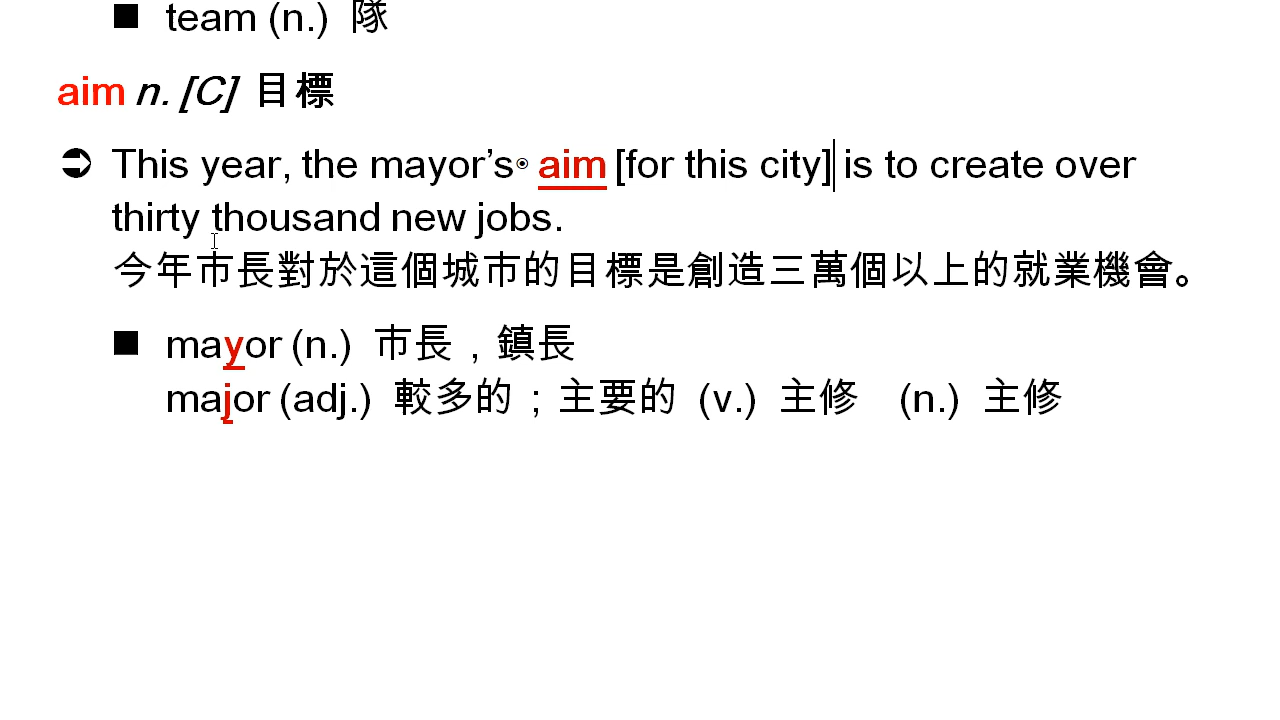 ■ team (n.) 隊
aim n. [C] 目標
➲ This year, the mayor's⊙ aim [for this city] is to create over
thirty thousand new jobs.
今年市長對於這個城市的目標是創造三萬個以上的就業機會。
■ mayor (n.) 市長，鎮長
major (adj.) 較多的；主要的 (v.) 主修 (n.) 主修